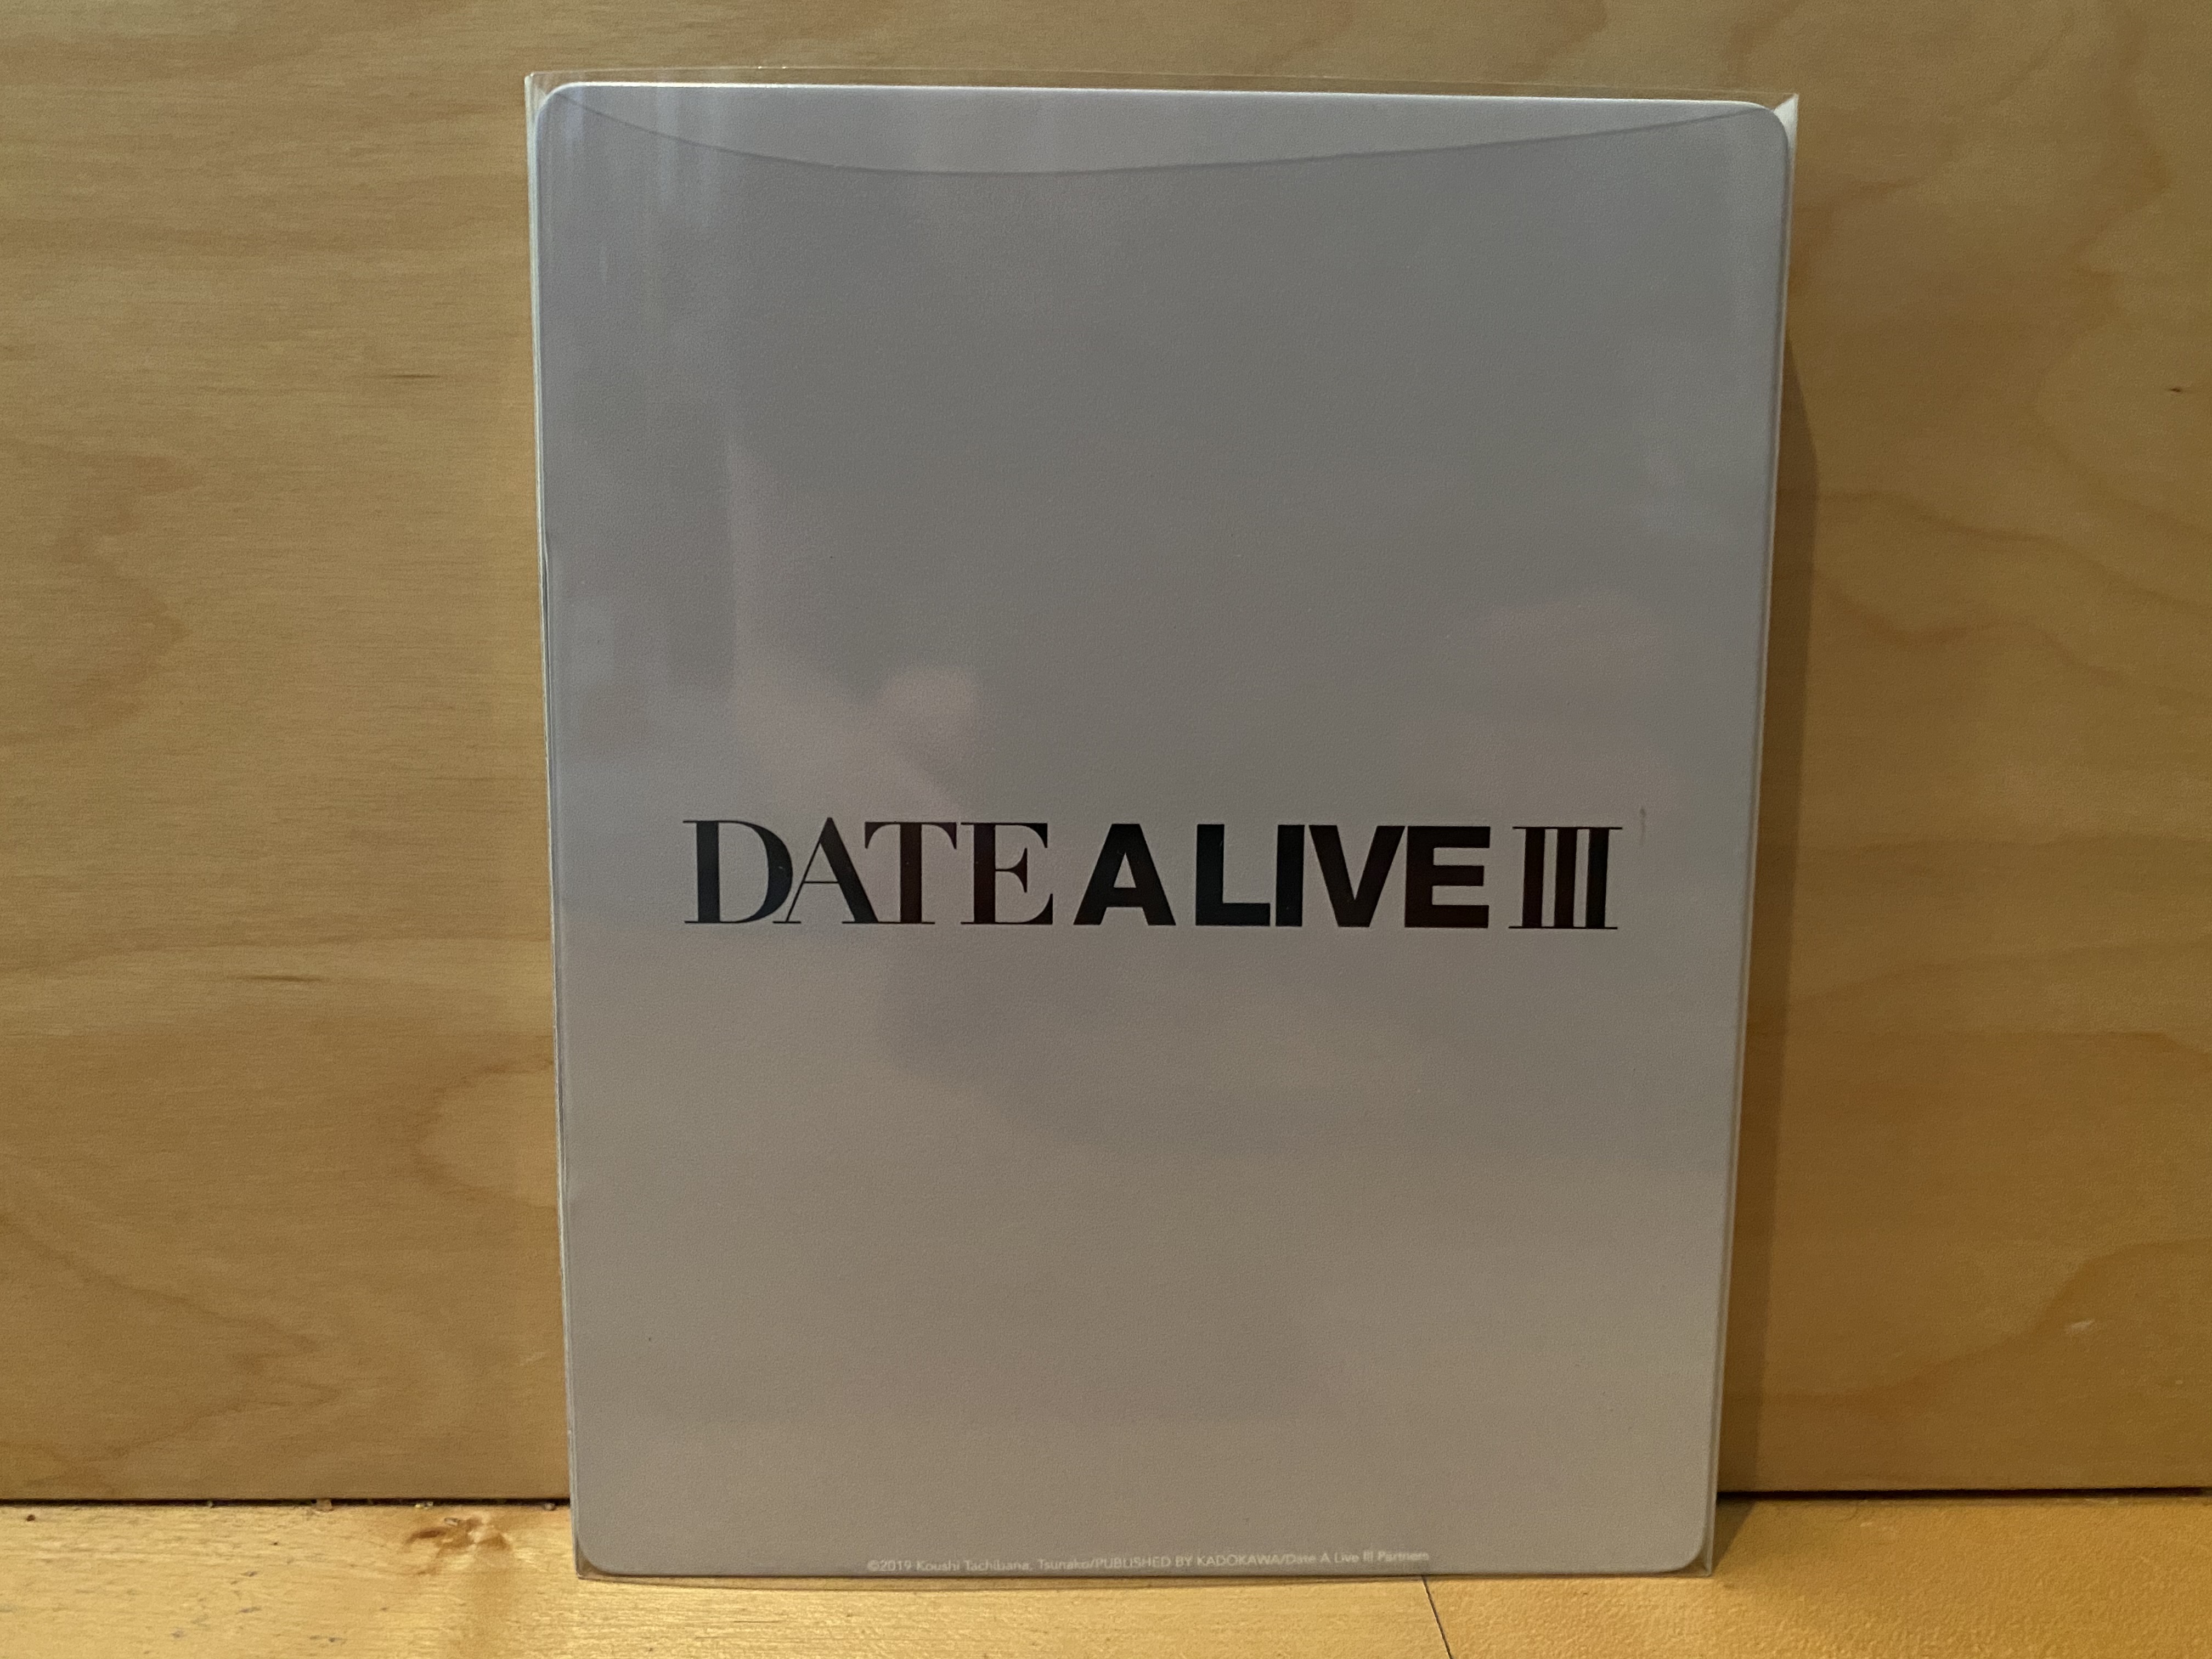 DATE A LIVE III
©2019 Koushi Tachibana, Tsunako/PUBLISHED BY KADOKAWA/Date A Live III Partners